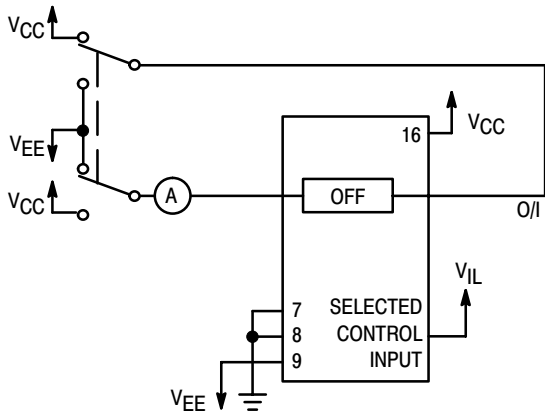 VCC
16
VCC
VEE
VCC
A
OFF
O/I
VIL
7
SELECTED
8
CONTROL
9
INPUT
VEE